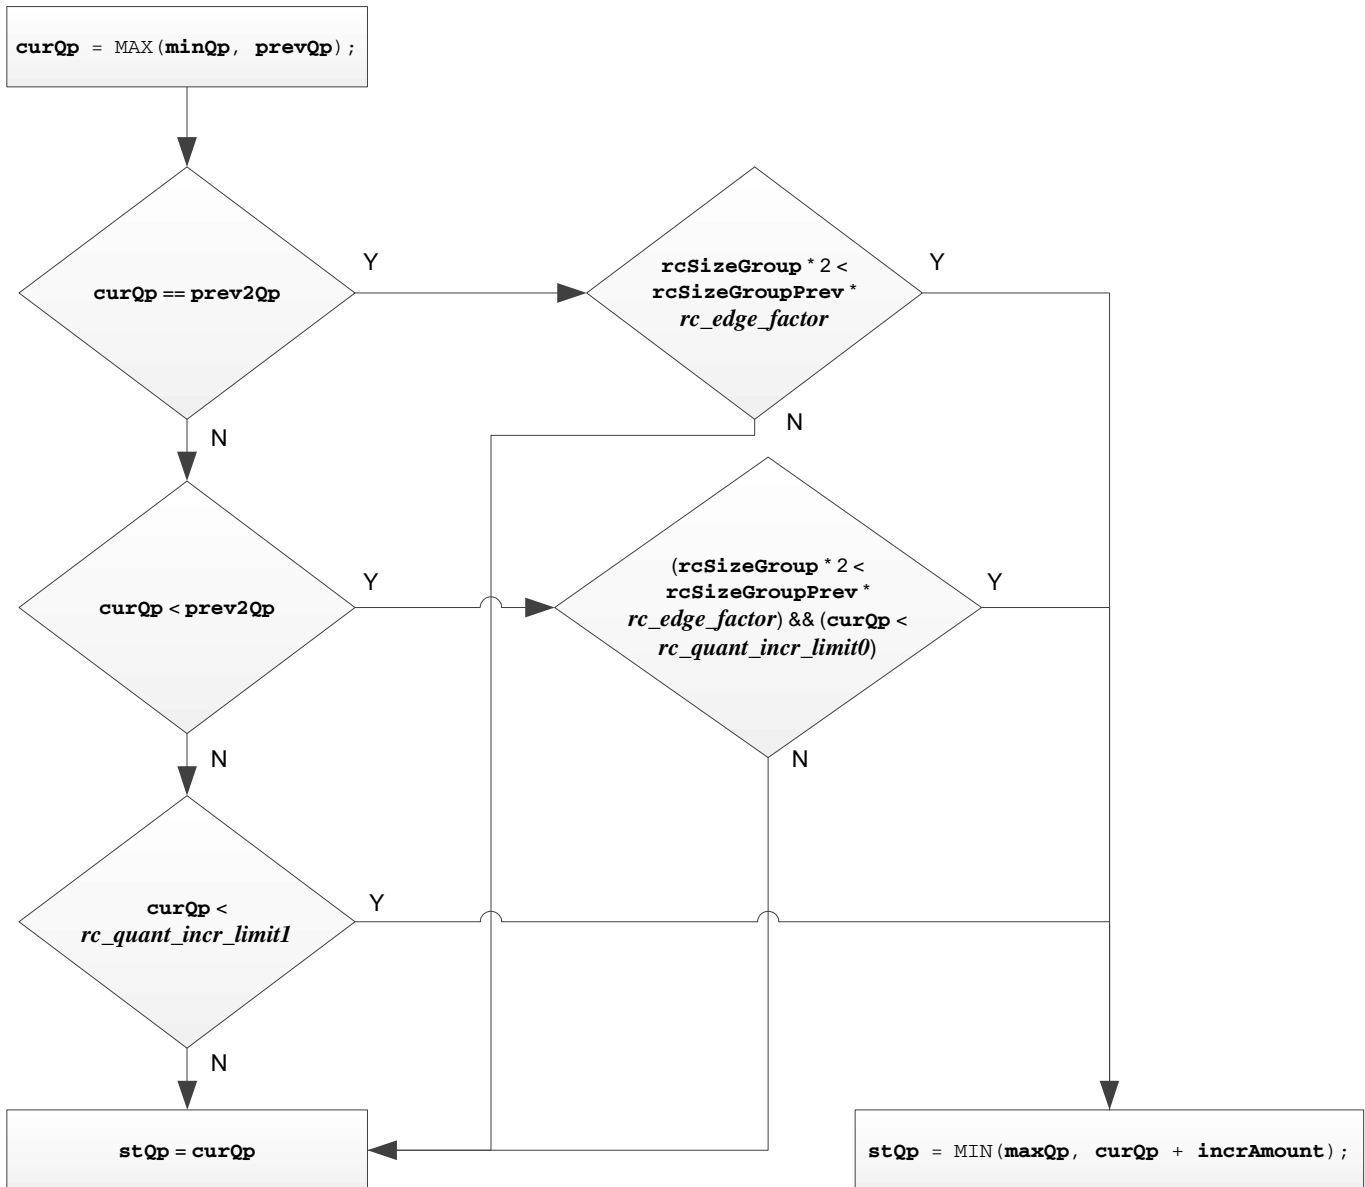 curQp = MAX(minQp, prevQp);
curQp == prev2Qp
Y
N
rcSizeGroup * 2 <
rcSizeGroupPrev *
rc_edge_factor
Y
N
curQp < prev2Qp
Y
N
(rcSizeGroup * 2 <
rcSizeGroupPrev *
rc_edge_factor) && (curQp <
rc_quant_incr_limit0)
Y
N
curQp <
rc_quant_incr_limit1
Y
N
stQp = curQp
stQp = MIN(maxQp, curQp + incrAmount);